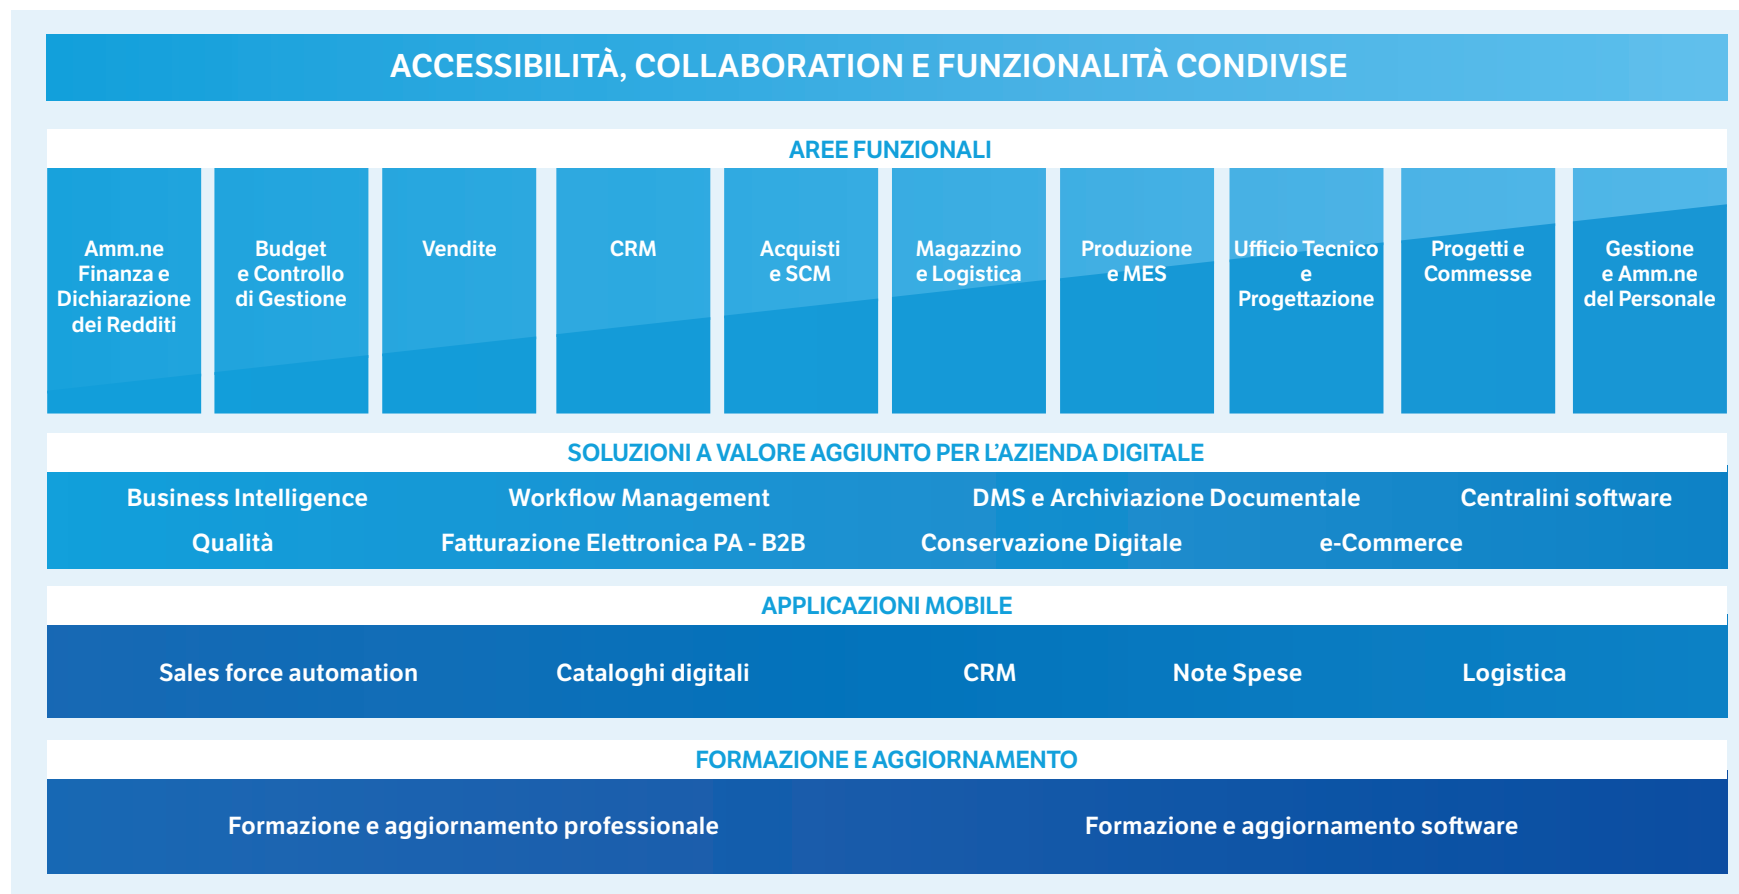 ACCESSIBILITÀ, COLLABORATION E FUNZIONALITÀ CONDIVISE
AREE FUNZIONALI
Amm.ne
Finanza e
Dichiarazione
dei Redditi
Budget
e Controllo
di Gestione
Vendite
CRM
Acquisti
e SCM
Magazzino
e Logistica
Produzione
e MES
Ufficio Tecnico
e
Progettazione
Progetti e
Commesse
Gestione
e Amm.ne
del Personale
SOLUZIONI A VALORE AGGIUNTO PER L'AZIENDA DIGITALE
Business Intelligence Workflow Management DMS e Archiviazione Documentale Centralini software
Qualità Fatturazione Elettronica PA - B2B Conservazione Digitale e-Commerce
APPLICAZIONI MOBILE
Sales force automation Cataloghi digitali CRM Note Spese Logistica
FORMAZIONE E AGGIORNAMENTO
Formazione e aggiornamento professionale Formazione e aggiornamento software